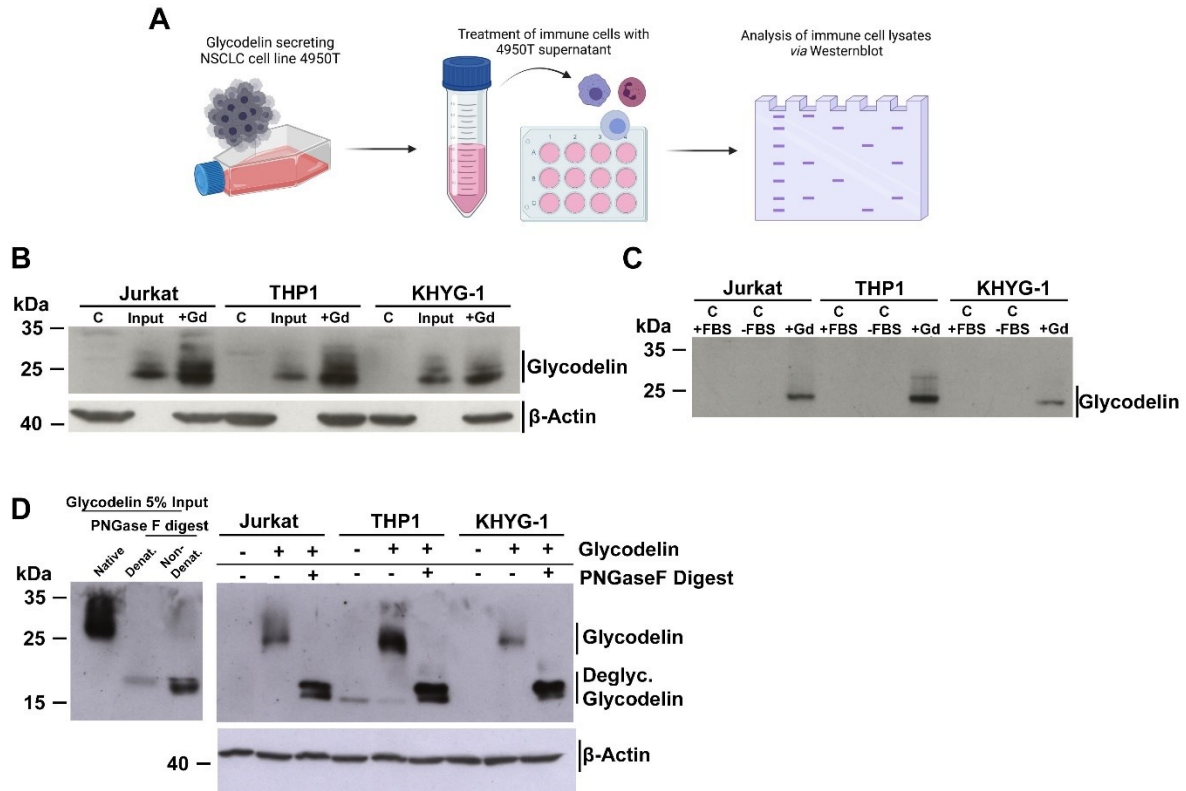 A
Glycodelin secreting
NSCLC cell line 4950T
Treatment of immune cells with
4950T supernatant
Analysis of immune cell lysates
via Westernblot
1 2 3 4
A
B
B
kDa
Jurkat THP1 KHYG-1
C Input +Gd C Input +Gd C Input +Gd
35
25
Glycodelin
40
β-Actin
C
Jurkat THP1 KHYG-1
C C C C C C
kDa +FBS -FBS +Gd +FBS -FBS +Gd +FBS -FBS +Gd
35
25
Glycodelin
D
Glycodelin 5% Input
PNGase F digest
Native Denat. Non-Denat.
kDa
35
25
15
Jurkat THP1 KHYG-1
- + + - + + - + + Glycodelin
- - + - - + - - + PNGaseF Digest
Glycodelin
Deglyc.
Glycodelin
40
β-Actin